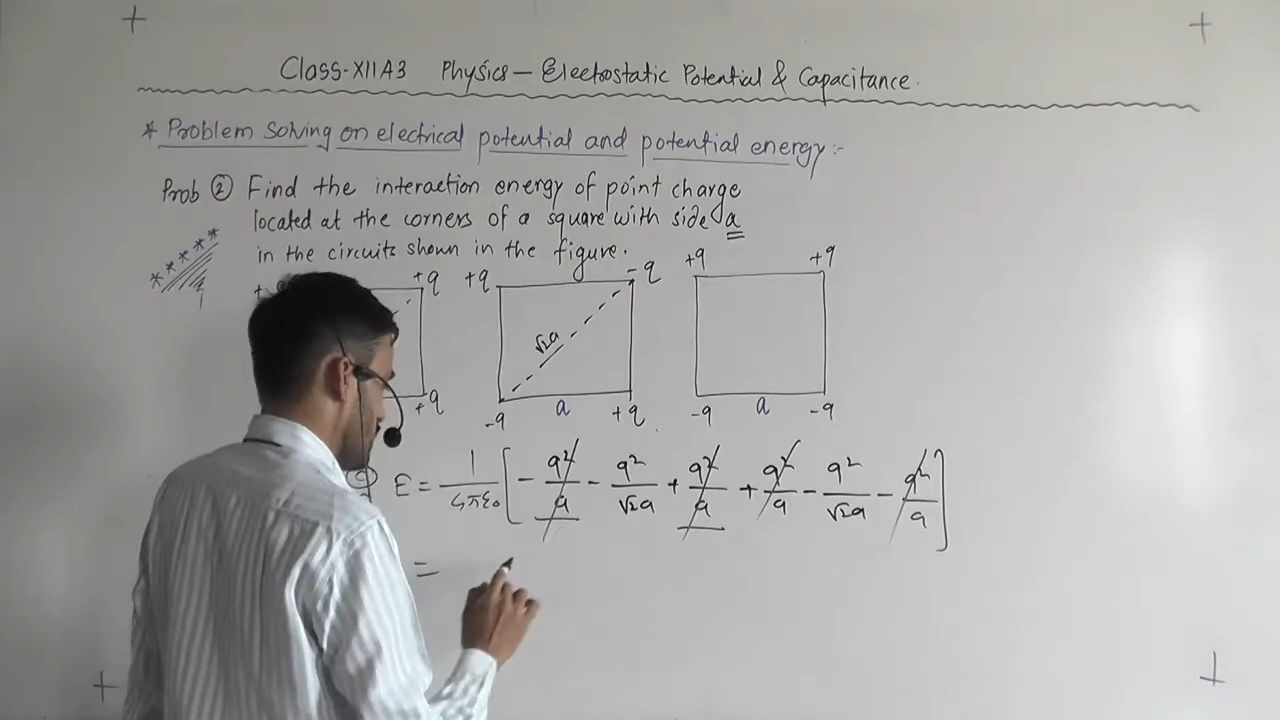 Class-XII A3 Physics — Electrostatic Potential & Capacitance.
* Problem solving on electrical potential and potential energy:-
Prob ② Find the interaction energy of point charge
located at the corners of a square with side a
in the circuits shown in the figure.
+q +q -q +q +q
√2a
+q -q a +q -q a -q
ε = 1/4πε₀ [ - q²/a - q²/√2a + q²/a + q²/a - q²/√2a - q²/a ]
=